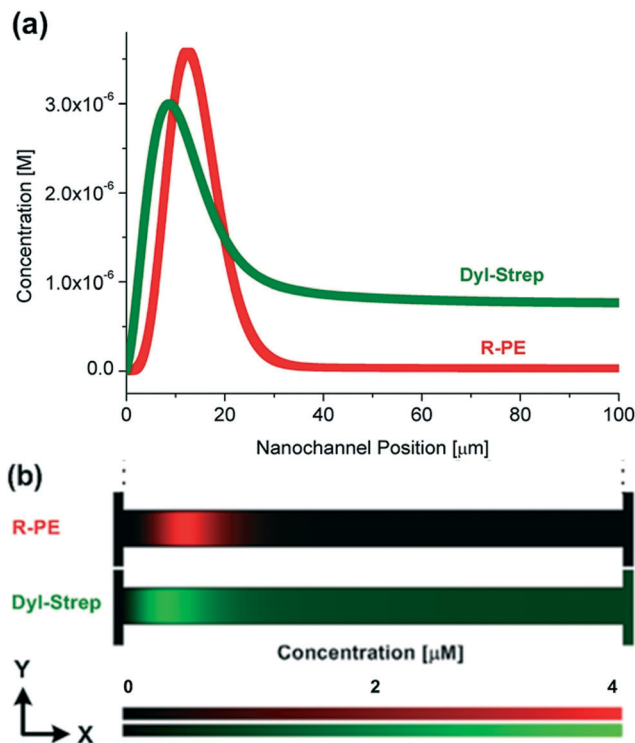 (a)
3.0x10⁻⁶
2.0x10⁻⁶
1.0x10⁻⁶
0.0
Concentration [M]
Dyl-Strep
R-PE
0 20 40 60 80 100
Nanochannel Position [μm]
(b)
R-PE
Dyl-Strep
Concentration [μM]
0 2 4
Y
X